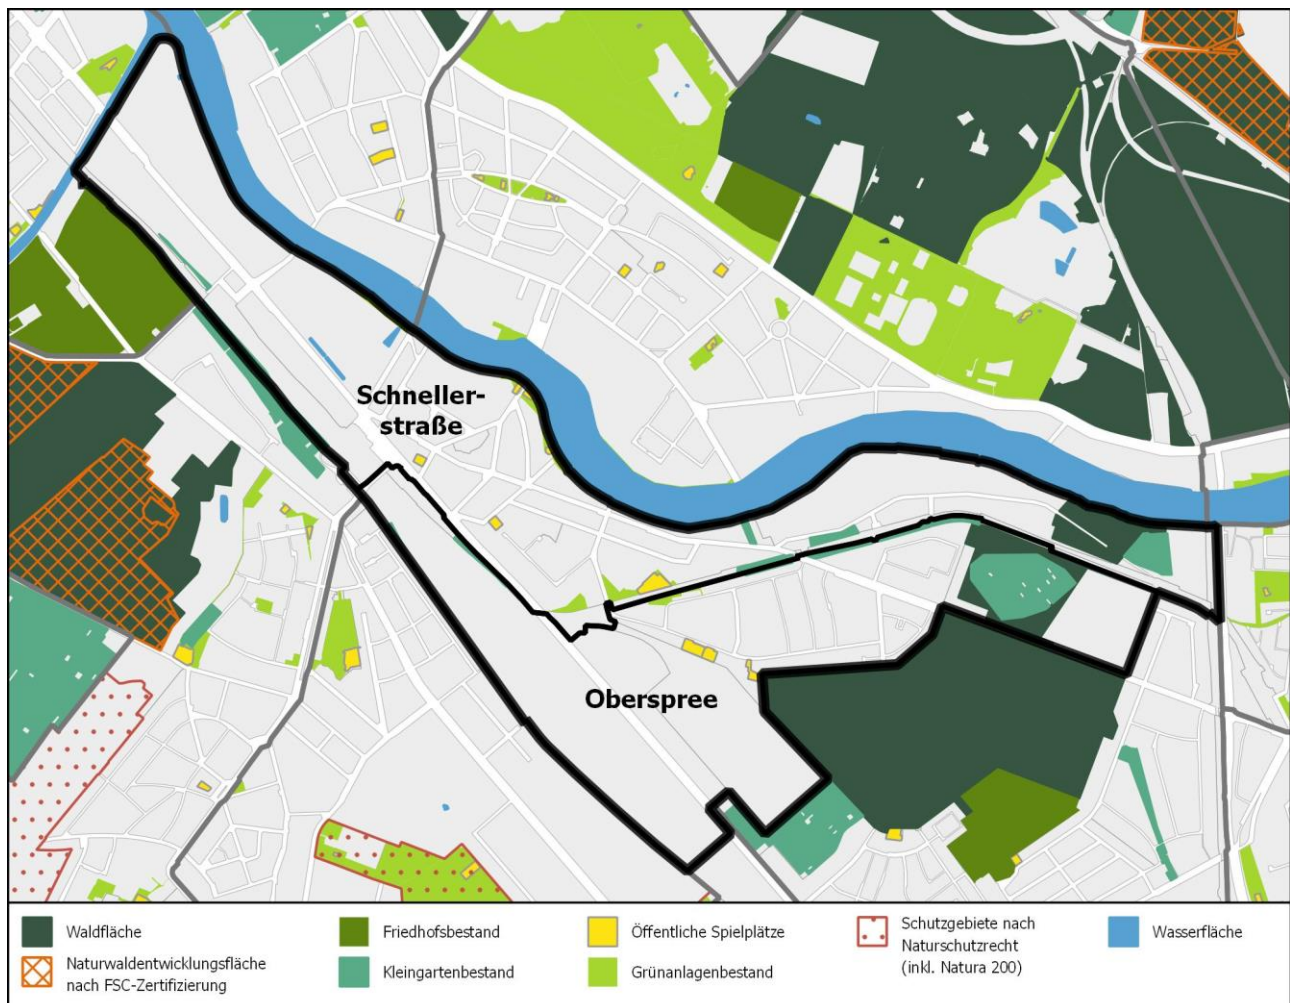 Schneller-
straße
Oberspree
Waldfläche
Naturwaldentwicklungsfläche
nach FSC-Zertifizierung
Friedhofsbestand
Kleingartenbestand
Öffentliche Spielplätze
Grünanlagenbestand
Schutzgebiete nach
Naturschutzrecht
(inkl. Natura 200)
Wasserfläche